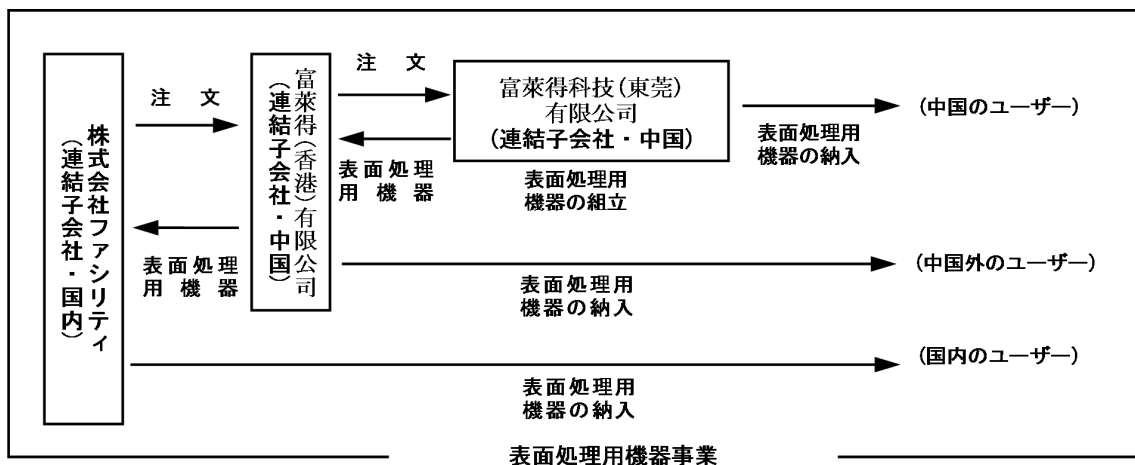 株式会社ファシリティ
(連結子会社・国内)
注 文
表面処理
用機器
富萊得(香港)有限公司
(連結子会社・中国)
注 文
表面処理
用機器
富萊得科技(東莞)
有限公司
(連結子会社・中国)
表面処理用
機器の組立
表面処理用
機器の納入
(中国のユーザー)
表面処理用
機器の納入
(中国外のユーザー)
表面処理用
機器の納入
(国内のユーザー)
表面処理用機器事業